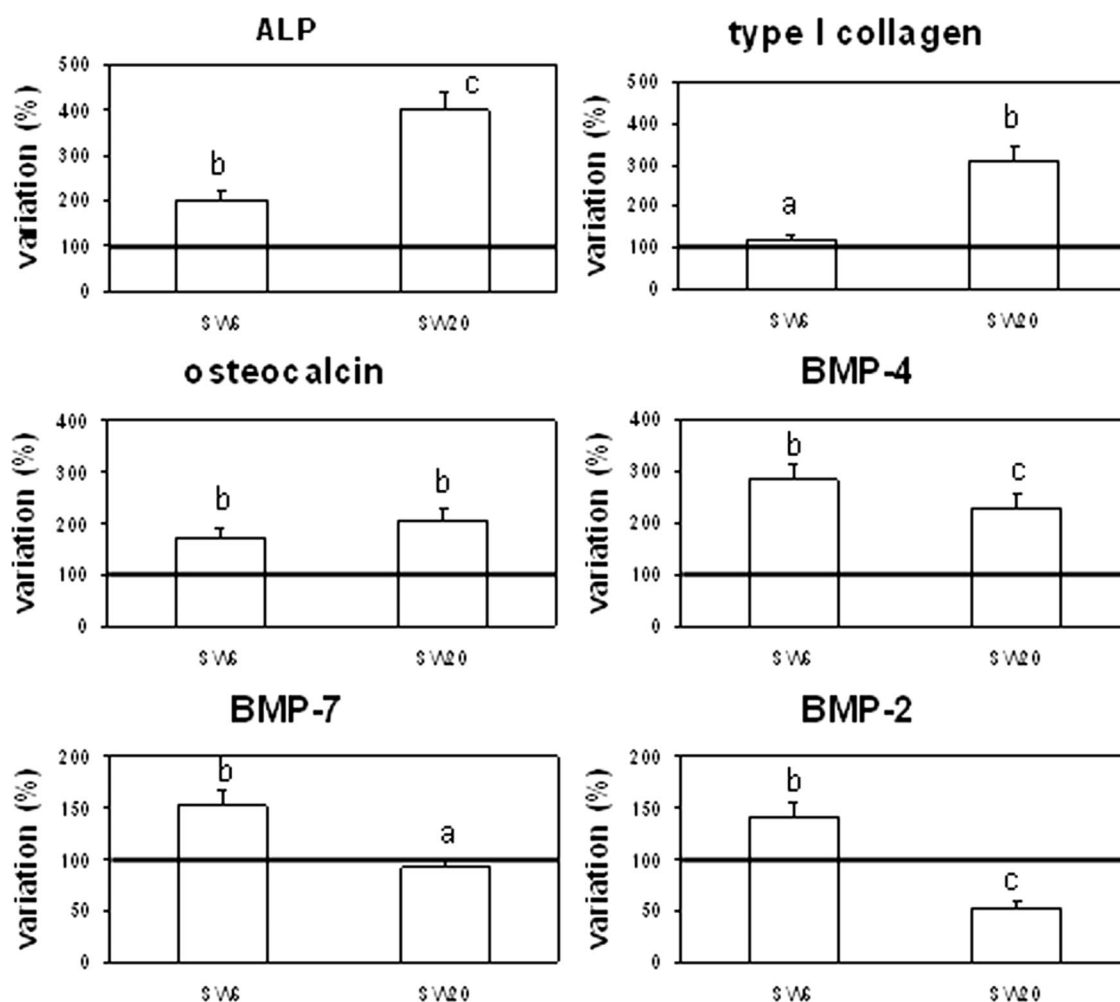 ALP
variation (%)
500
400
300
200
100
0
b
c
SW6
SW20
type I collagen
variation (%)
500
400
300
200
100
0
a
b
SW6
SW20
osteocalcin
variation (%)
400
300
200
100
0
b
b
SW6
SW20
BMP-4
variation (%)
400
300
200
100
0
b
c
SW6
SW20
BMP-7
variation (%)
200
150
100
50
0
b
a
SW6
SW20
BMP-2
variation (%)
200
150
100
50
0
b
c
SW6
SW20